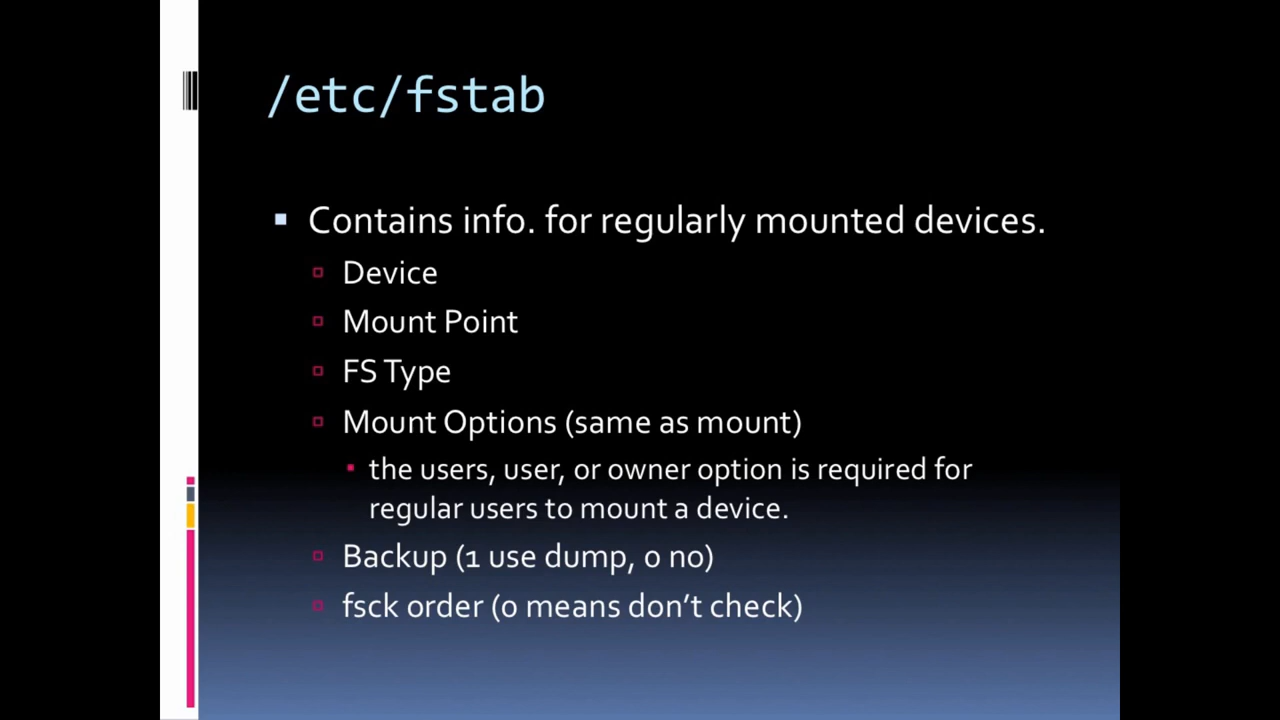 /etc/fstab
Contains info. for regularly mounted devices.
Device
Mount Point
FS Type
Mount Options (same as mount)
the users, user, or owner option is required for
regular users to mount a device.
Backup (1 use dump, 0 no)
fsck order (0 means don’t check)